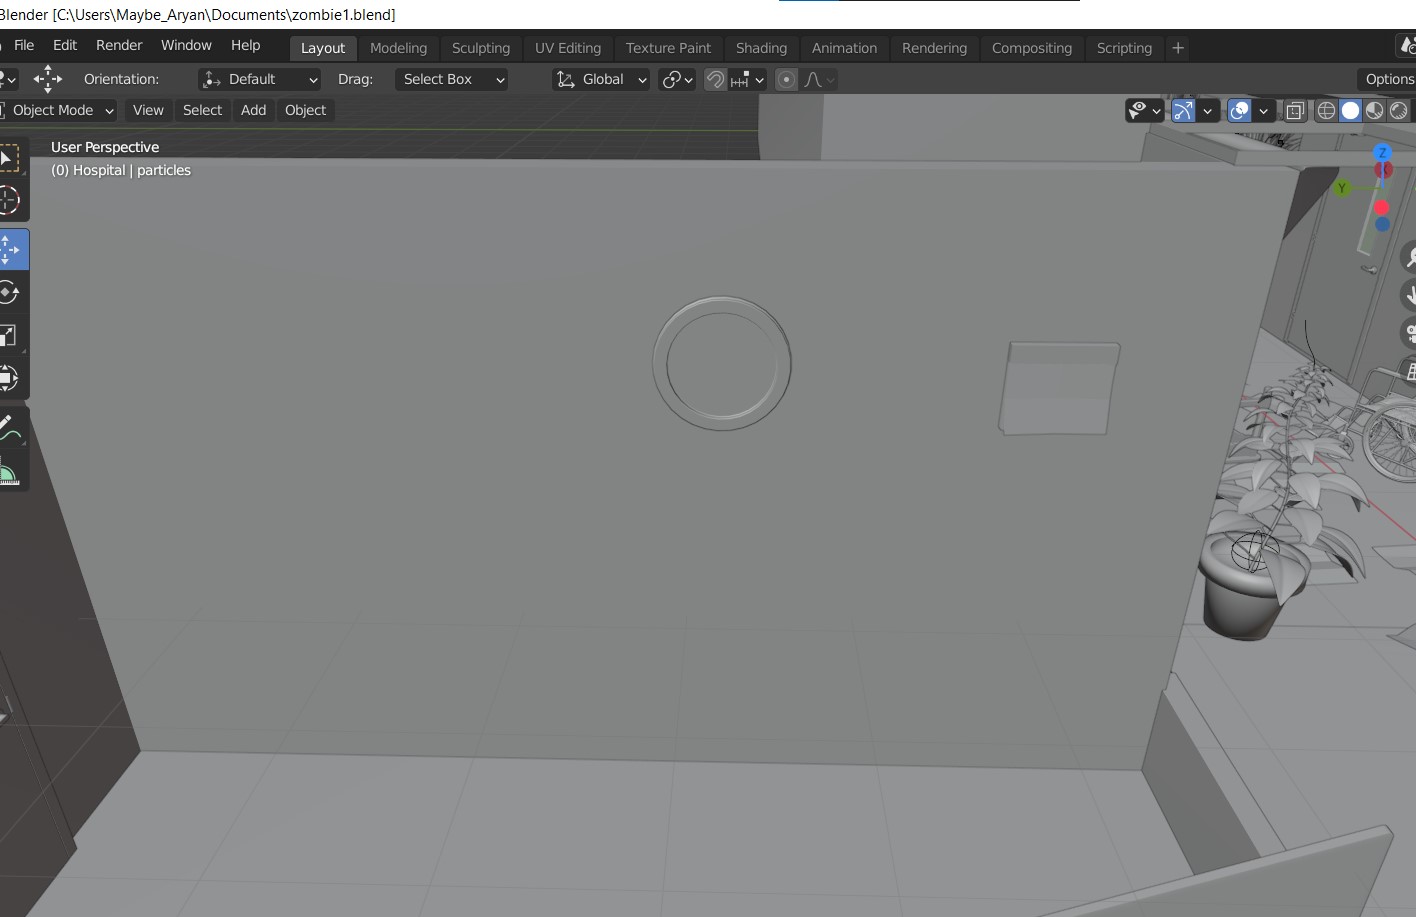 Blender [C:\Users\Maybe_Aryan\Documents\zombie1.blend]
File Edit Render Window Help Layout Modeling Sculpting UV Editing Texture Paint Shading Animation Rendering Compositing Scripting +
Orientation: Default Drag: Select Box Global Options
Object Mode View Select Add Object
User Perspective
(0) Hospital | particles
Z
X
Y